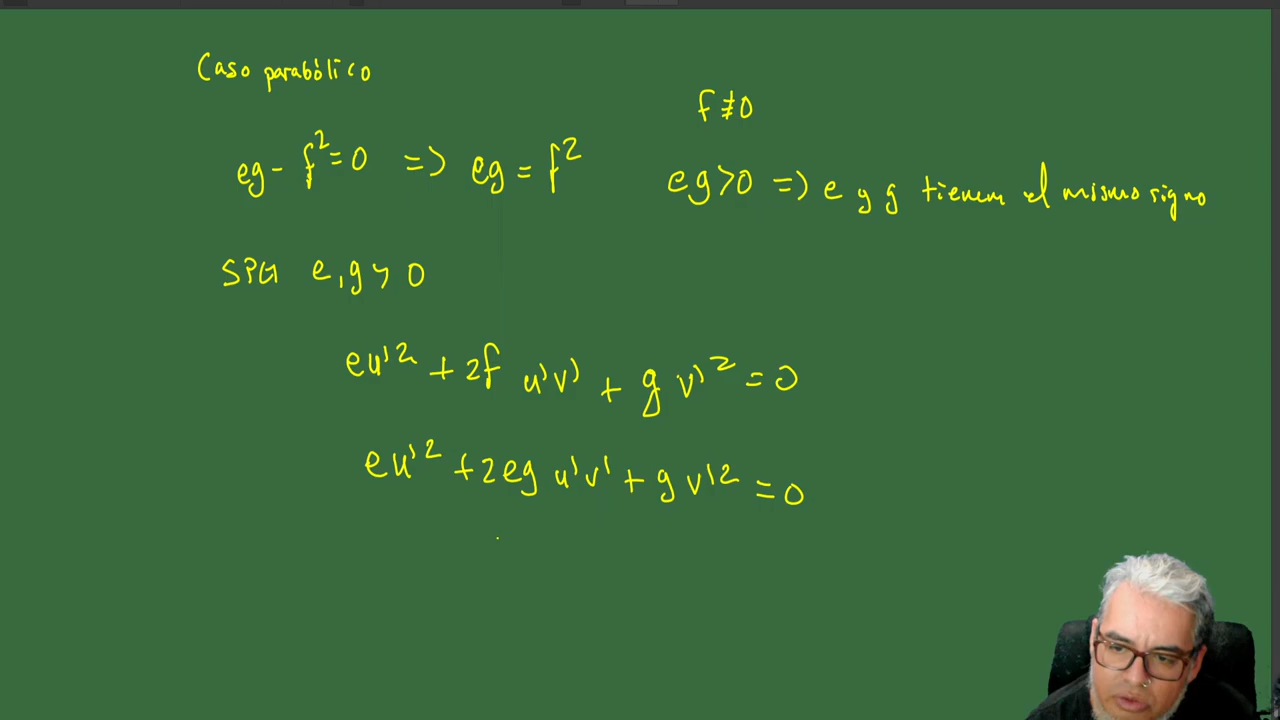 Caso parabólico
f≠0
eg - f² = 0 => eg = f²
eg>0 => e y g tienen el mismo signo
SPG e,g > 0
eu'² + 2f u'v' + g v'² = 0
eu'² + 2eg u'v' + g v'² = 0